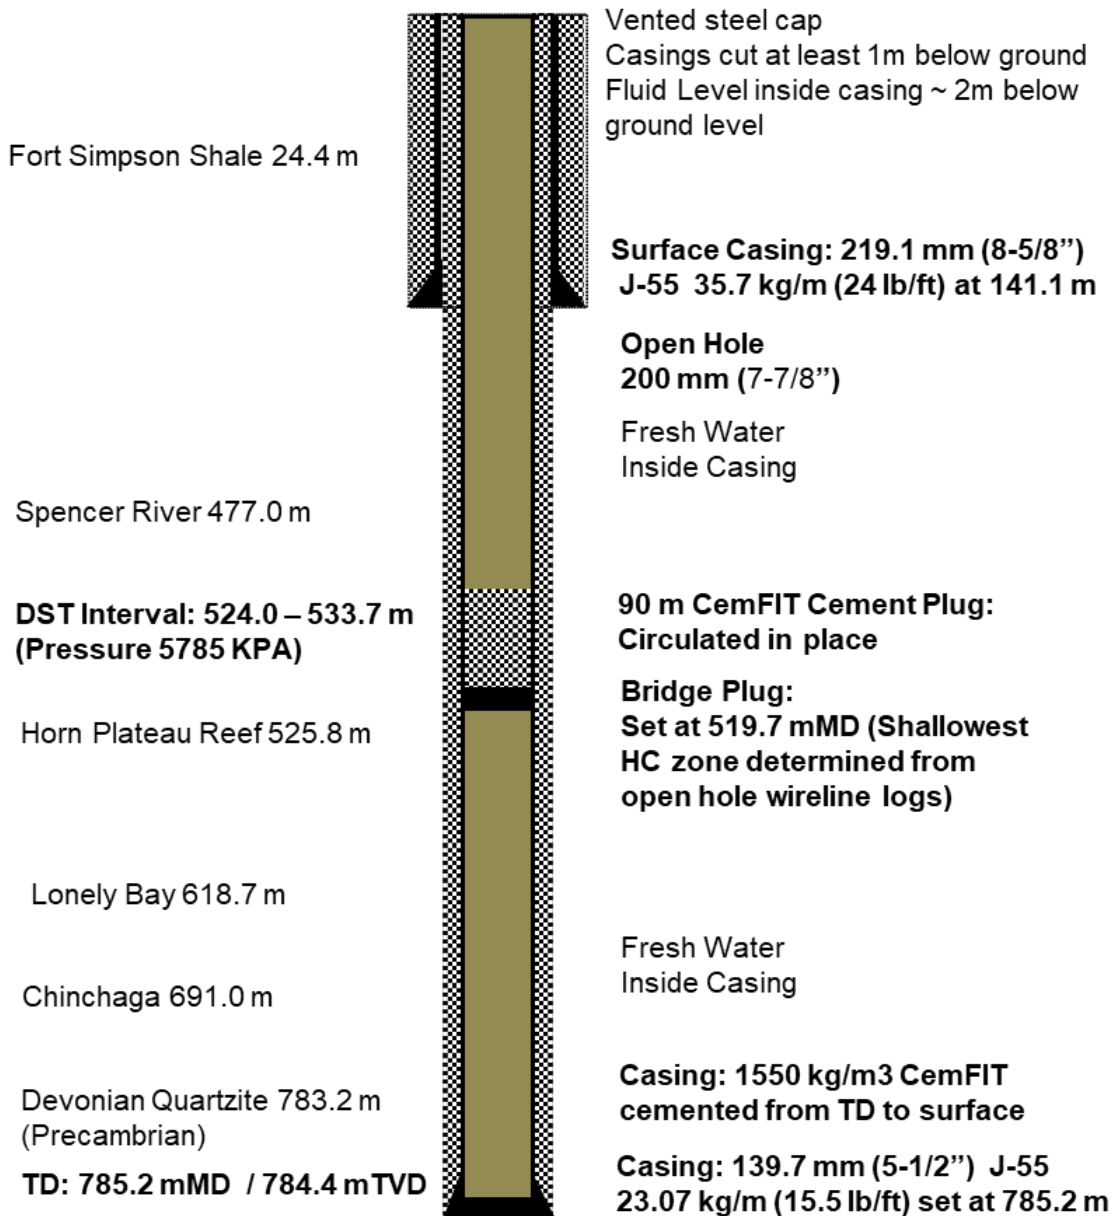 Vented steel cap
Casings cut at least 1m below ground
Fluid Level inside casing ~ 2m below
ground level
Fort Simpson Shale 24.4 m
Surface Casing: 219.1 mm (8-5/8”)
J-55 35.7 kg/m (24 lb/ft) at 141.1 m
Open Hole
200 mm (7-7/8”)
Fresh Water
Inside Casing
Spencer River 477.0 m
DST Interval: 524.0 – 533.7 m
(Pressure 5785 KPA)
90 m CemFIT Cement Plug:
Circulated in place
Bridge Plug:
Set at 519.7 mMD (Shallowest
HC zone determined from
open hole wireline logs)
Horn Plateau Reef 525.8 m
Lonely Bay 618.7 m
Fresh Water
Inside Casing
Chinchaga 691.0 m
Casing: 1550 kg/m3 CemFIT
cemented from TD to surface
Devonian Quartzite 783.2 m
(Precambrian)
TD: 785.2 mMD / 784.4 mTVD
Casing: 139.7 mm (5-1/2”) J-55
23.07 kg/m (15.5 lb/ft) set at 785.2 m